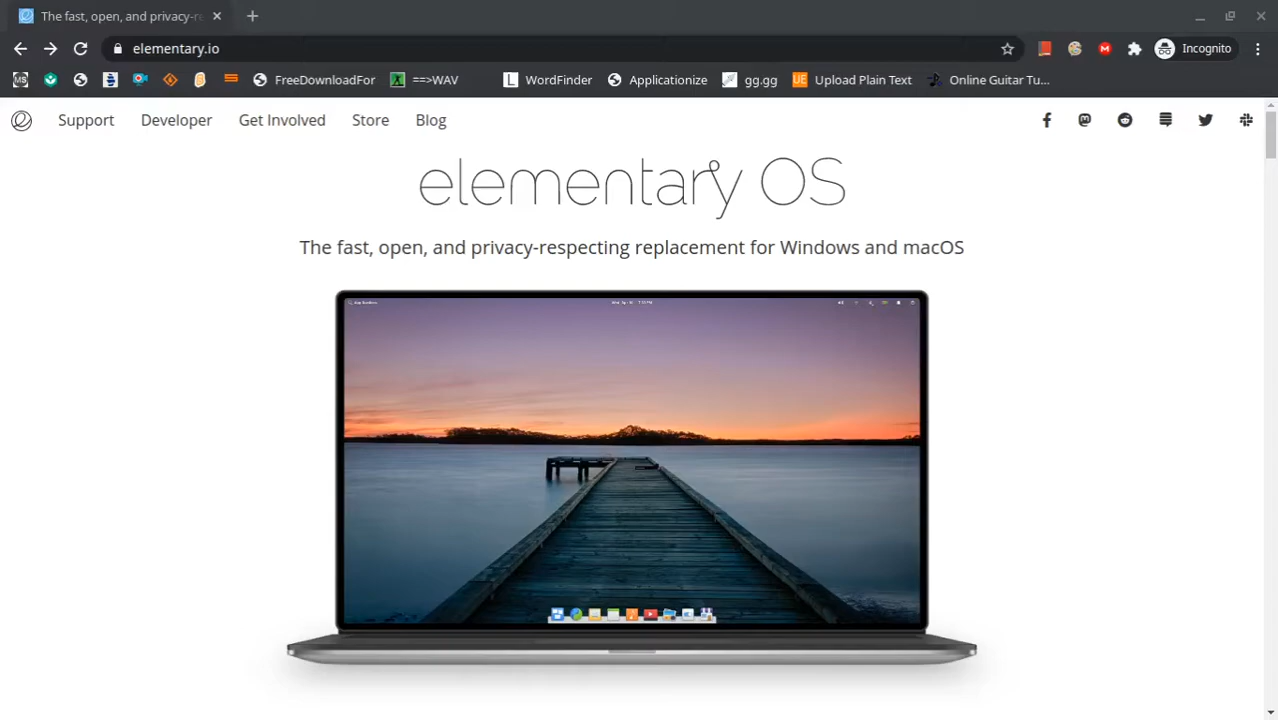 The fast, open, and privacy-re
elementary.io
Incognito
FreeDownloadFor
==>WAV
WordFinder
Applicationize
gg.gg
UE
Upload Plain Text
Online Guitar Tu...
Support
Developer
Get Involved
Store
Blog
elementary OS
The fast, open, and privacy-respecting replacement for Windows and macOS